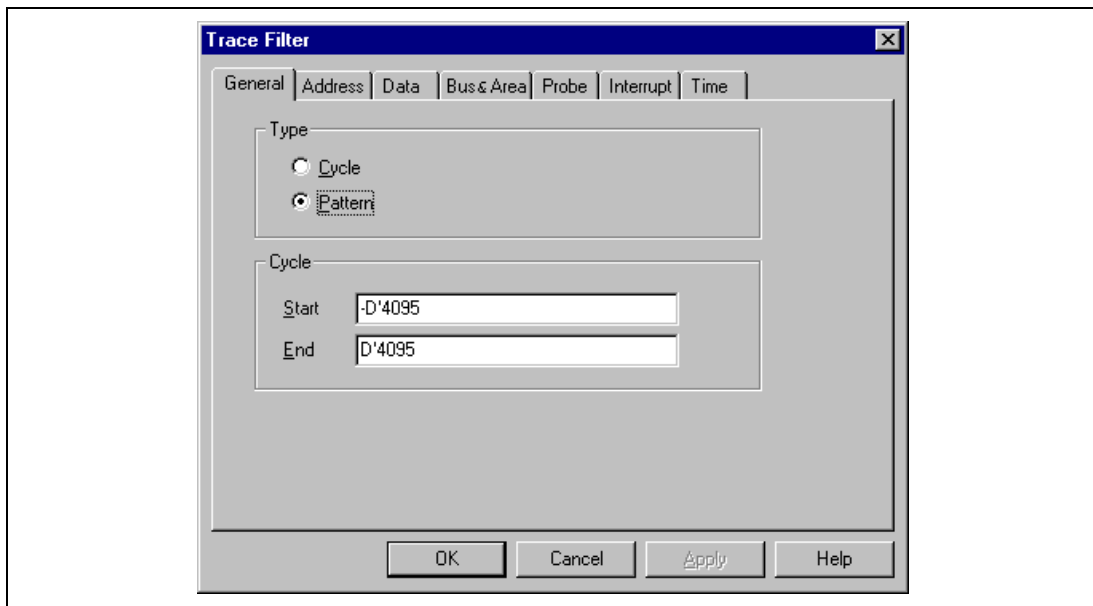 Trace Filter
General Address Data Bus&Area Probe Interrupt Time
Type
Cycle
Pattern
Cycle
Start -D'4095
End D'4095
OK Cancel Apply Help